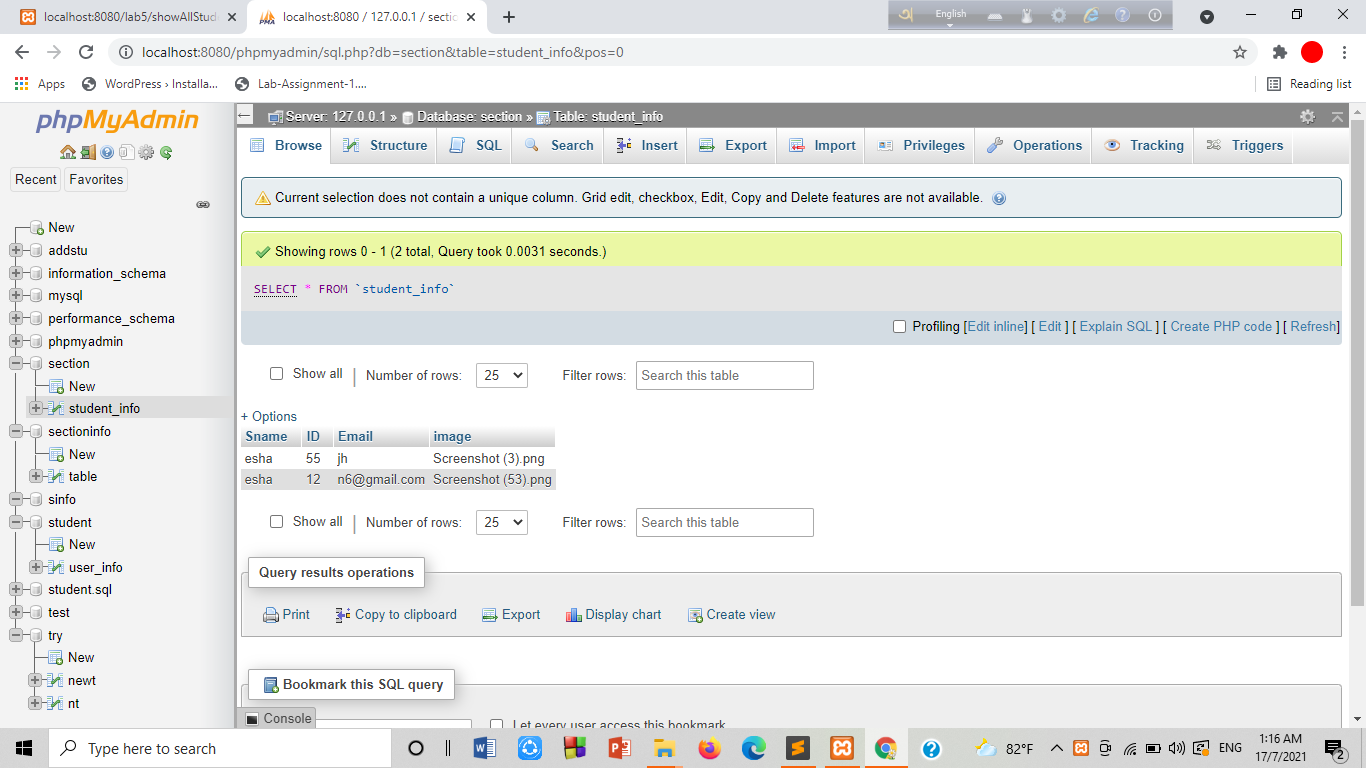 localhost:8080/lab5/showAllStud
localhost:8080 / 127.0.0.1 / sectio
English
localhost:8080/phpmyadmin/sql.php?db=section&table=student_info&pos=0
Apps
WordPress › Installa...
Lab-Assignment-1....
Reading list
phpMyAdmin
Recent
Favorites
New
addstu
information_schema
mysql
performance_schema
phpmyadmin
section
New
student_info
sectioninfo
New
table
sinfo
student
New
user_info
student.sql
test
try
New
newt
nt
Server: 127.0.0.1 » Database: section » Table: student_info
Browse Structure SQL Search Insert Export Import Privileges Operations Tracking Triggers
Current selection does not contain a unique column. Grid edit, checkbox, Edit, Copy and Delete features are not available.
Showing rows 0 - 1 (2 total, Query took 0.0031 seconds.)
SELECT * FROM `student_info`
Profiling [Edit inline] [ Edit ] [ Explain SQL ] [ Create PHP code ] [ Refresh]
Show all | Number of rows: 25 Filter rows: Search this table
+ Options
Sname ID Email image
esha 55 jh Screenshot (3).png
esha 12 n6@gmail.com Screenshot (53).png
Show all | Number of rows: 25 Filter rows: Search this table
Query results operations
Print Copy to clipboard Export Display chart Create view
Bookmark this SQL query
Console
Let every user access this bookmark
Type here to search
82°F
ENG
1:16 AM
17/7/2021
2